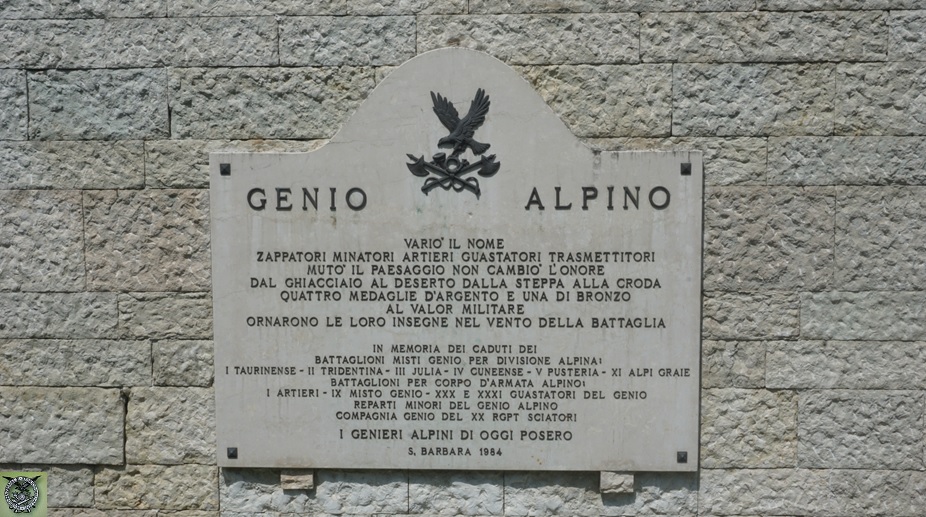 GENIO ALPINO
VARIO' IL NOME
ZAPPATORI MINATORI ARTIERI GUASTATORI TRASMETTITORI
MUTO' IL PAESAGGIO NON CAMBIO' L'ONORE
DAL GHIACCIAIO AL DESERTO DALLA STEPPA ALLA CRODA
QUATTRO MEDAGLIE D'ARGENTO E UNA DI BRONZO
AL VALOR MILITARE
ORNARONO LE LORO INSEGNE NEL VENTO DELLA BATTAGLIA
IN MEMORIA DEI CADUTI DEI
BATTAGLIONI MISTI GENIO PER DIVISIONE ALPINA:
I TAURINENSE - II TRIDENTINA - III JULIA - IV CUNEENSE - V PUSTERIA - XI ALPI GRAIE
BATTAGLIONI PER CORPO D'ARMATA ALPINO:
I ARTIERI - IX MISTO GENIO - XXX E XXXI GUASTATORI DEL GENIO
REPARTI MINORI DEL GENIO ALPINO
COMPAGNIA GENIO DEL XX RGPT SCIATORI
I GENIERI ALPINI DI OGGI POSERO
S. BARBARA 1984